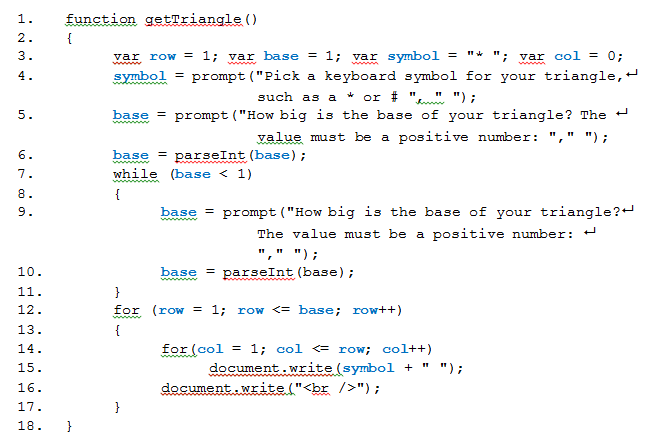 1. function getTriangle()
2. {
3. var row = 1; var base = 1; var symbol = "* "; var col = 0;
4. symbol = prompt("Pick a keyboard symbol for your triangle,↵
such as a * or # "," ");
5. base = prompt("How big is the base of your triangle? The ↵
value must be a positive number: "," ");
6. base = parseInt(base);
7. while (base < 1)
8. {
9. base = prompt("How big is the base of your triangle?↵
The value must be a positive number: ↵
"," ");
10. base = parseInt(base);
11. }
12. for (row = 1; row <= base; row++)
13. {
14. for(col = 1; col <= row; col++)
15. document.write(symbol + " ");
16. document.write("<br />");
17. }
18. }